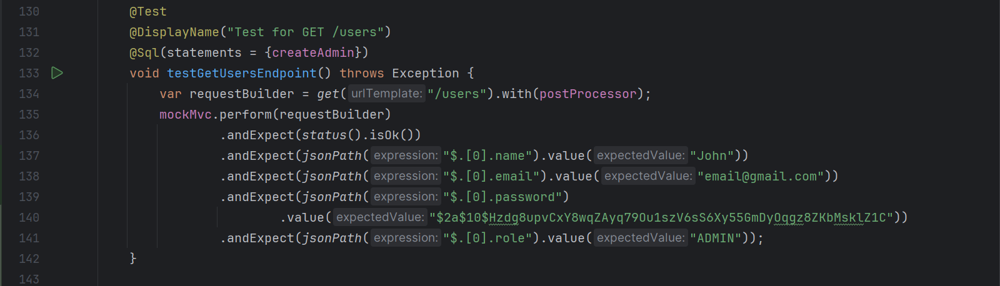 130 @Test
131 @DisplayName("Test for GET /users")
132 @Sql(statements = {createAdmin})
133 void testGetUsersEndpoint() throws Exception {
134 var requestBuilder = get( urlTemplate: "/users").with(postProcessor);
135 mockMvc.perform(requestBuilder)
136 .andExpect(status().isOk())
137 .andExpect(jsonPath( expression: "$.[0].name").value( expectedValue: "John"))
138 .andExpect(jsonPath( expression: "$.[0].email").value( expectedValue: "email@gmail.com"))
139 .andExpect(jsonPath( expression: "$.[0].password")
140 .value( expectedValue: "$2a$10$Hzdg8upvCxY8wqZAyq79Ou1szV6sS6Xy55GmDyOqgz8ZKbMsklZ1C"))
141 .andExpect(jsonPath( expression: "$.[0].role").value( expectedValue: "ADMIN"));
142 }
143